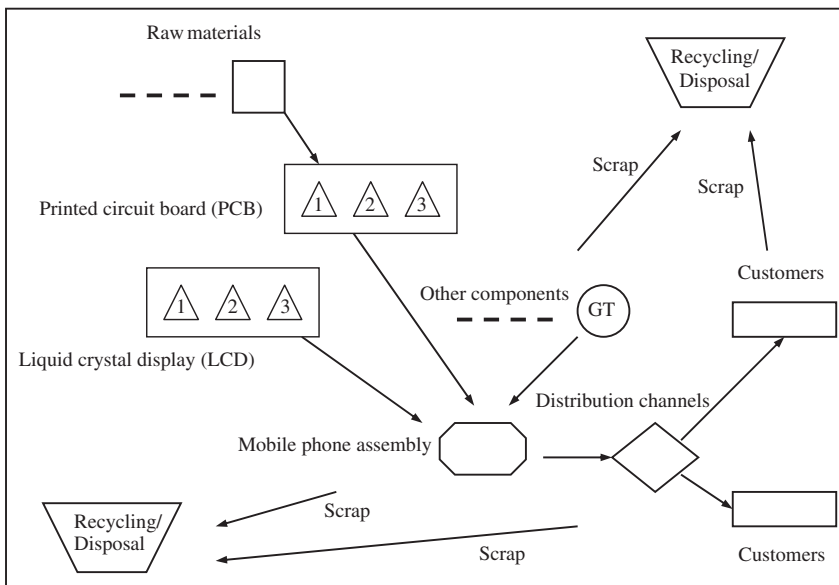 Raw materials
Recycling/
Disposal
Scrap
Scrap
Printed circuit board (PCB)
1 2 3
Customers
Other components
GT
1 2 3
Liquid crystal display (LCD)
Distribution channels
Mobile phone assembly
Recycling/
Disposal
Scrap
Scrap
Customers